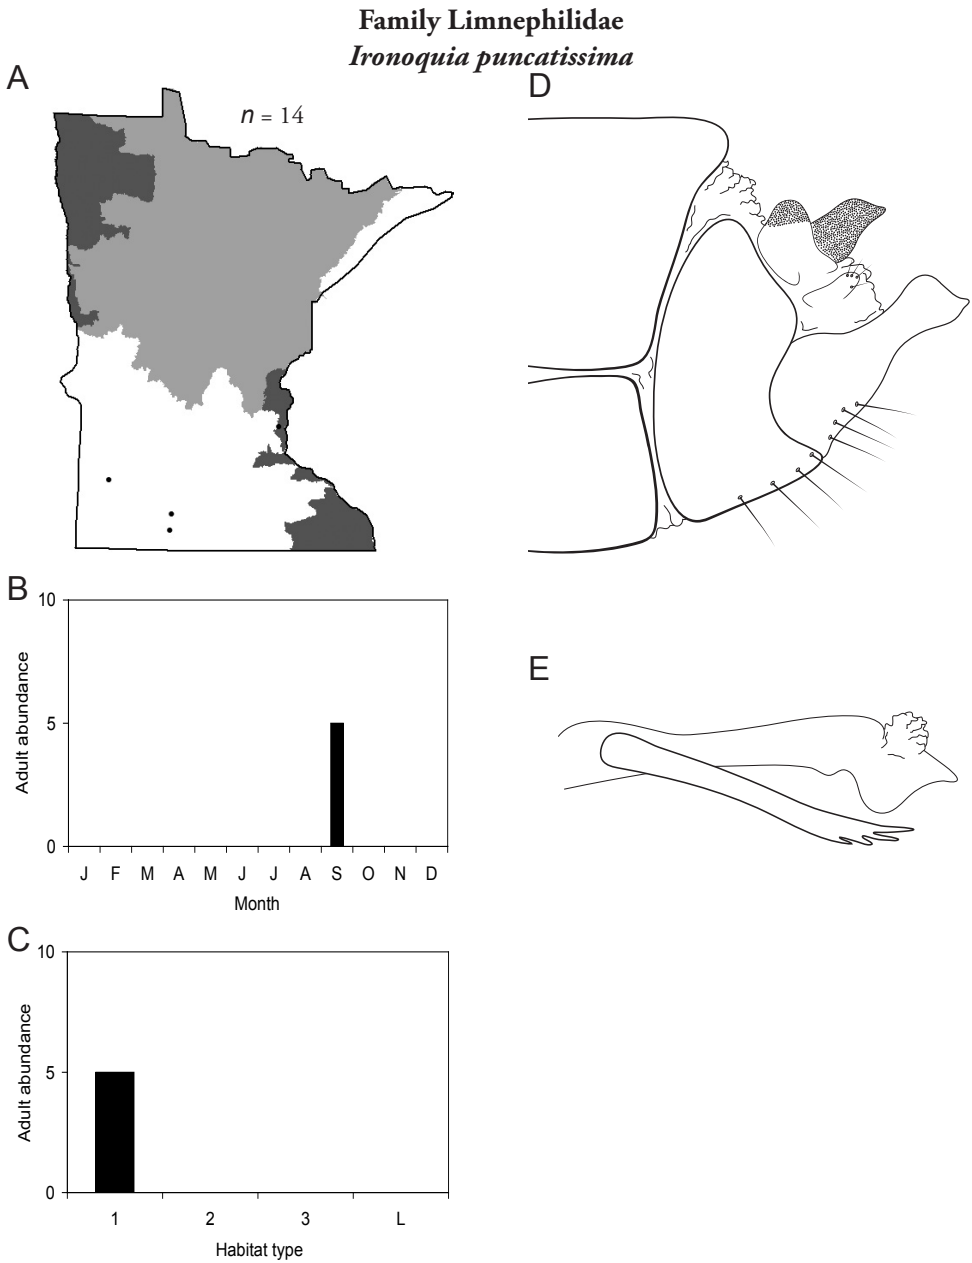 Family Limnephilidae
Ironoquia puncatissima
A
n = 14
D
B
10
5
0
Adult abundance
J F M A M J J A S O N D
Month
E
C
10
5
0
Adult abundance
1 2 3 L
Habitat type